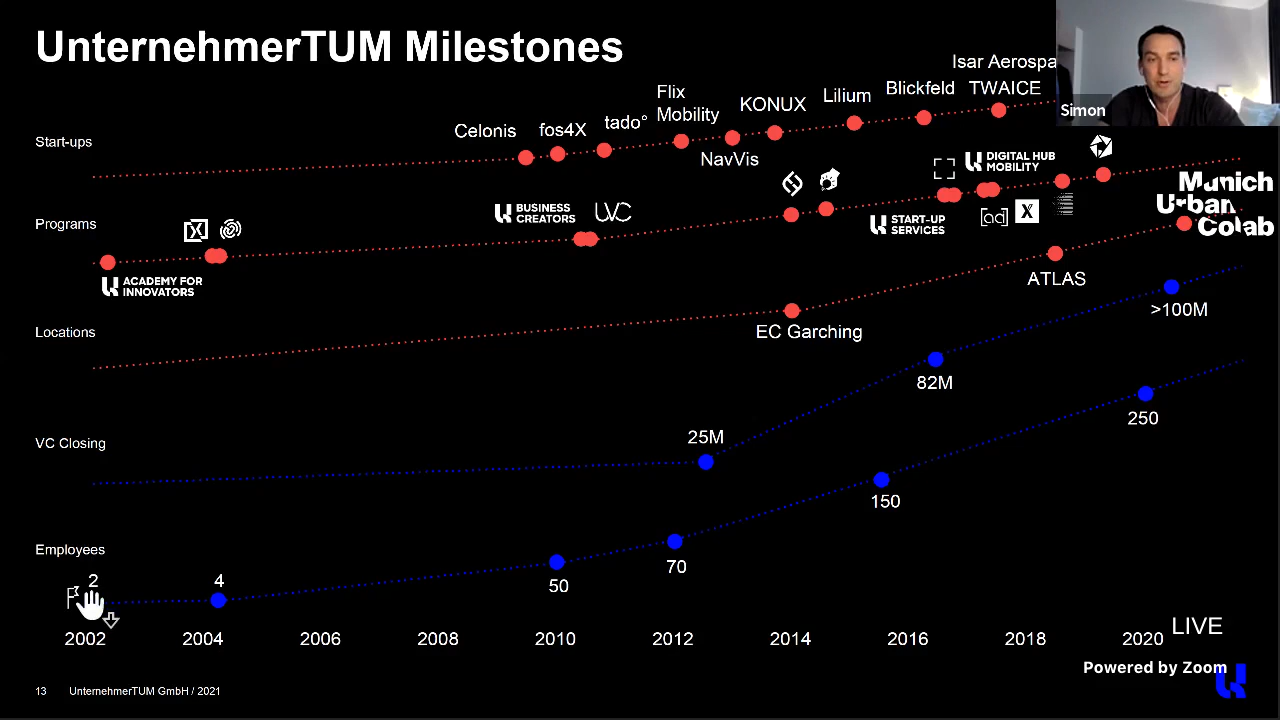 UnternehmerTUM Milestones
Simon
Start-ups
Celonis
fos4X
tado°
Flix
Mobility
NavVis
KONUX
Lilium
Blickfeld
Isar Aerospa
TWAICE
Programs
ACADEMY FOR
INNOVATORS
BUSINESS
CREATORS
UVC
START-UP
SERVICES
DIGITAL HUB
MOBILITY
[ad]
X
X
Munich
Urban
Colab
Locations
EC Garching
ATLAS
VC Closing
25M
82M
>100M
Employees
2
4
50
70
150
250
2002
2004
2006
2008
2010
2012
2014
2016
2018
2020
LIVE
Powered by Zoom
13
UnternehmerTUM GmbH / 2021